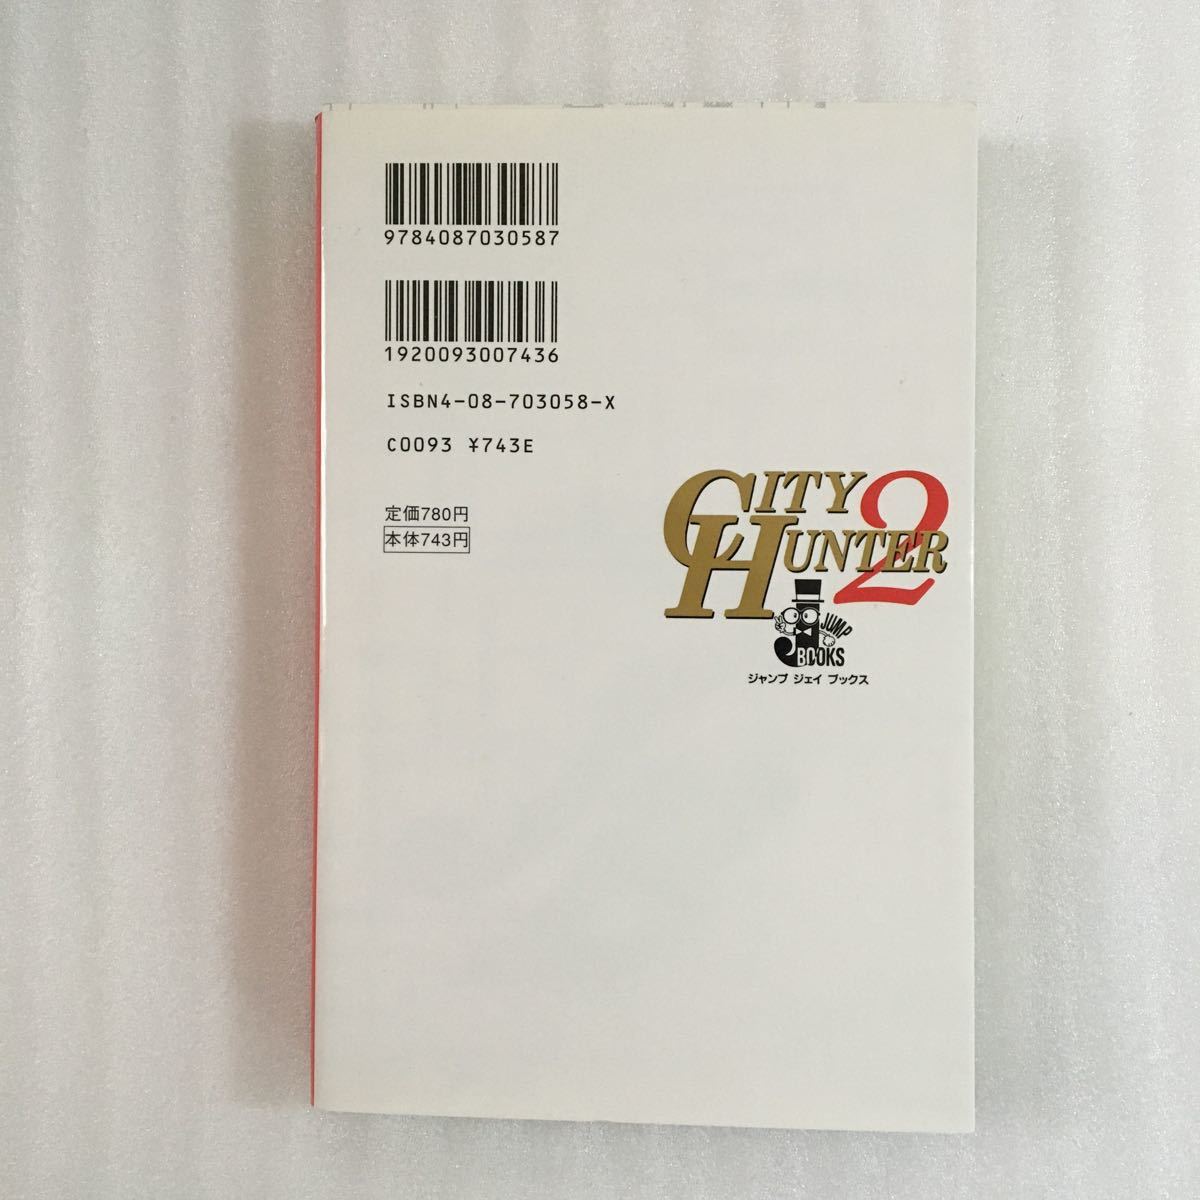 9784087030587
1920093007436
ISBN4-08-703058-X
C0093 ¥743E
定価780円
本体743円
CITY
HUNTER 2
JUMP
BOOKS
ジャンプ ジェイ ブックス